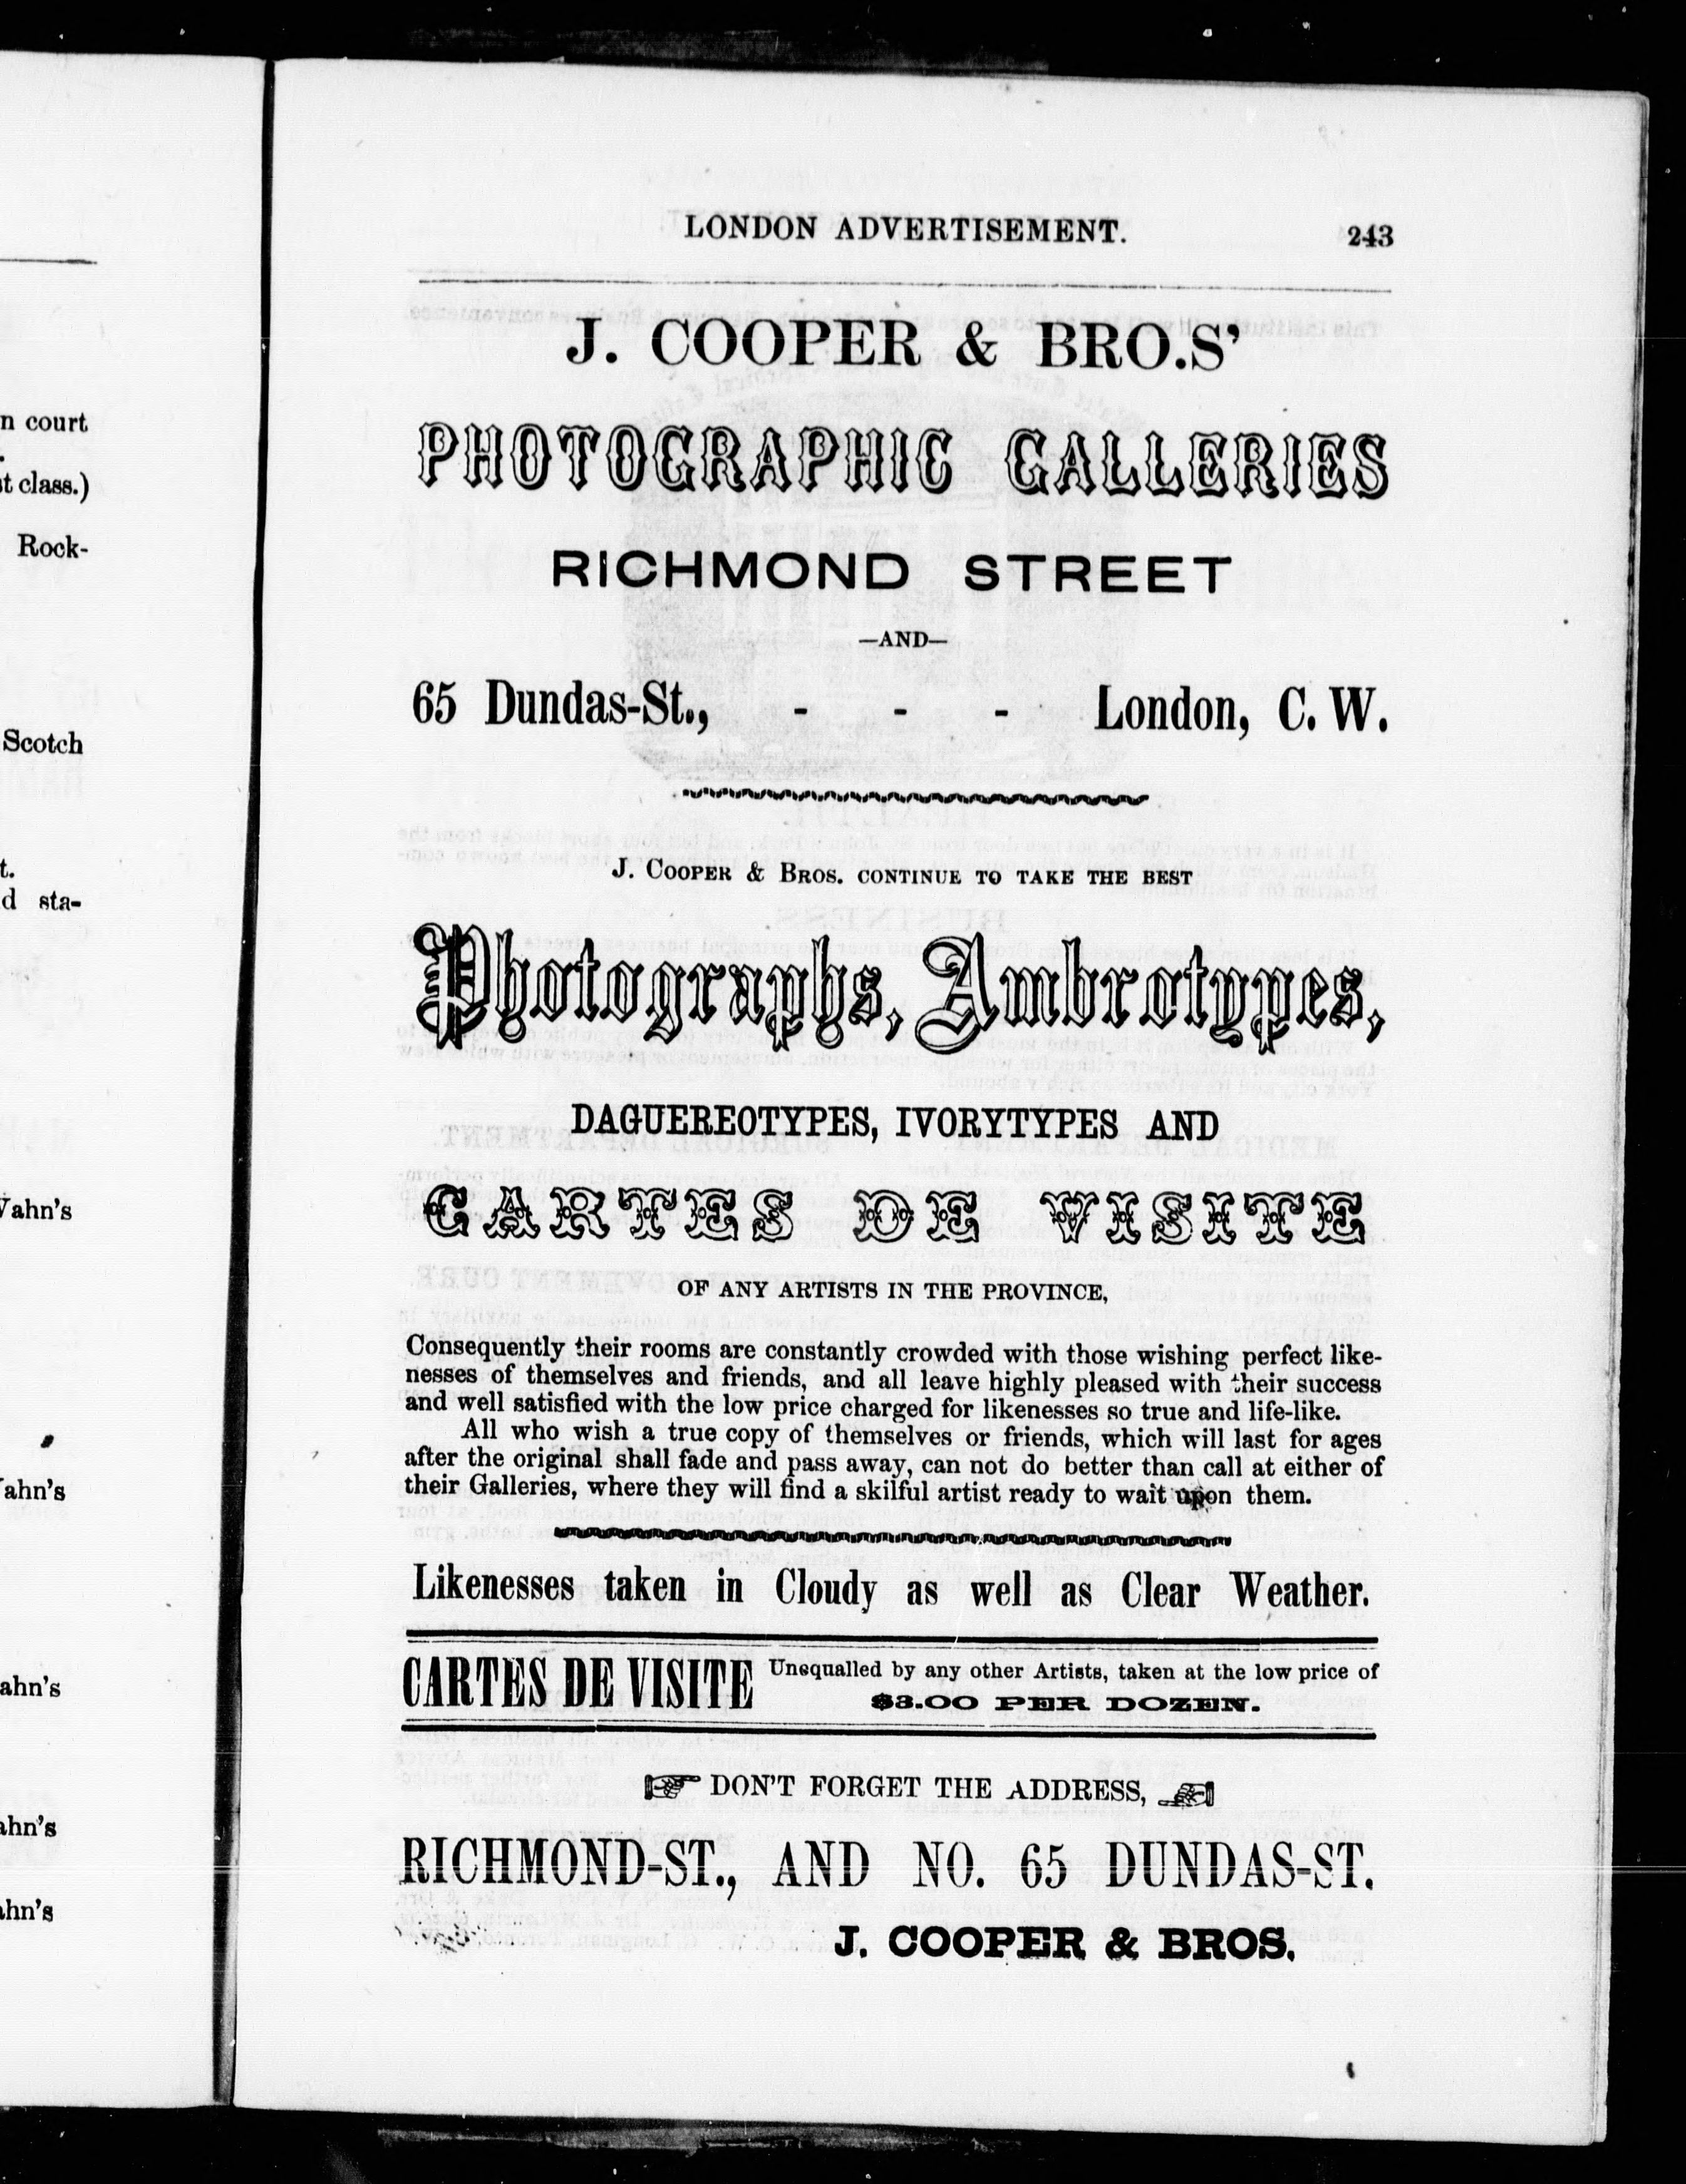 n court
t class.)
Rock-
Scotch
t.
d sta-
ahn's
ahn's
ahn's
ahn's
hn's
LONDON ADVERTISEMENT. 243
J. COOPER & BRO.S'
PHOTOGRAPHIC GALLERIES
RICHMOND STREET
—AND—
65 Dundas-St., - - - London, C. W.
J. COOPER & BROS. CONTINUE TO TAKE THE BEST
Photographs, Ambrotypes,
DAGUEREOTYPES, IVORYTYPES AND
CARTES DE VISITE
OF ANY ARTISTS IN THE PROVINCE,
Consequently their rooms are constantly crowded with those wishing perfect like-
nesses of themselves and friends, and all leave highly pleased with their success
and well satisfied with the low price charged for likenesses so true and life-like.
All who wish a true copy of themselves or friends, which will last for ages
after the original shall fade and pass away, can not do better than call at either of
their Galleries, where they will find a skilful artist ready to wait upon them.
Likenesses taken in Cloudy as well as Clear Weather.
CARTES DE VISITE Unequalled by any other Artists, taken at the low price of
$3.00 PER DOZEN.
☞ DON'T FORGET THE ADDRESS, ☜
RICHMOND-ST., AND NO. 65 DUNDAS-ST.
J. COOPER & BROS.